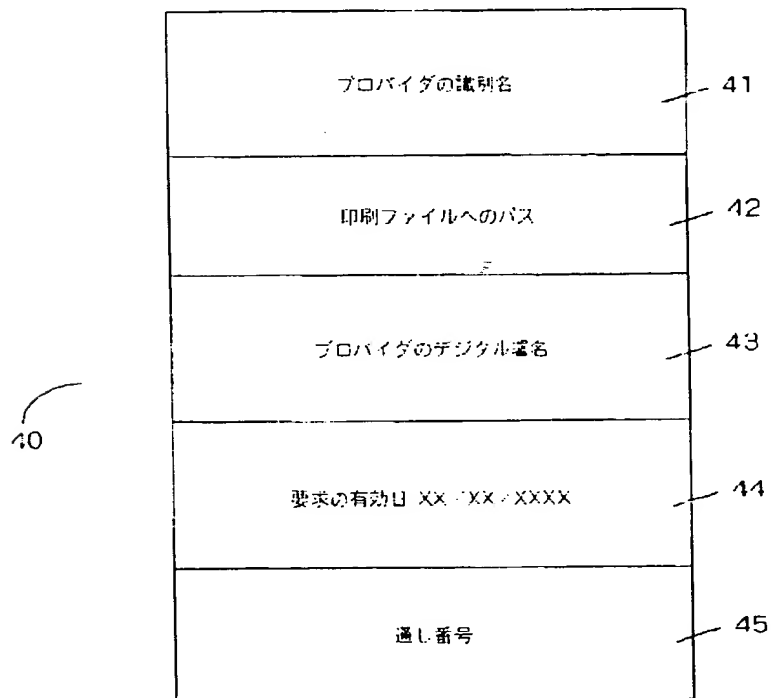 プロバイダの識別名 41
印刷ファイルへのパス 42
プロバイダのデジタル署名 43
40
要求の有効日 XX/XX/XXXX 44
通し番号 45